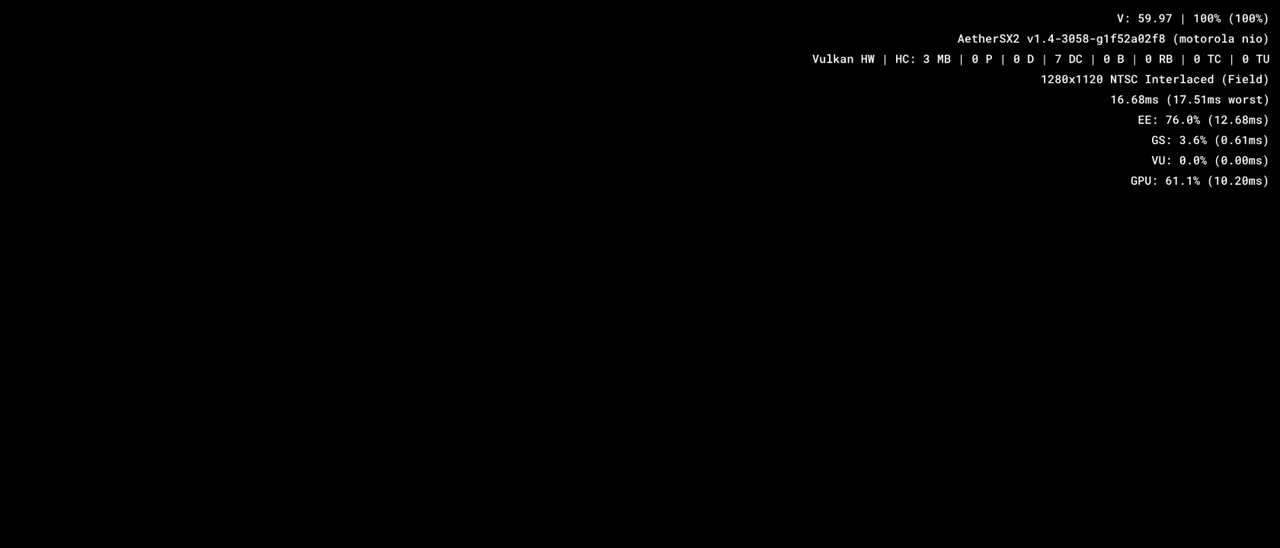 V: 59.97 | 100% (100%)
AetherSX2 v1.4-3058-g1f52a02f8 (motorola nio)
Vulkan HW | HC: 3 MB | 0 P | 0 D | 7 DC | 0 B | 0 RB | 0 TC | 0 TU
1280x1120 NTSC Interlaced (Field)
16.68ms (17.51ms worst)
EE: 76.0% (12.68ms)
GS: 3.6% (0.61ms)
VU: 0.0% (0.00ms)
GPU: 61.1% (10.20ms)